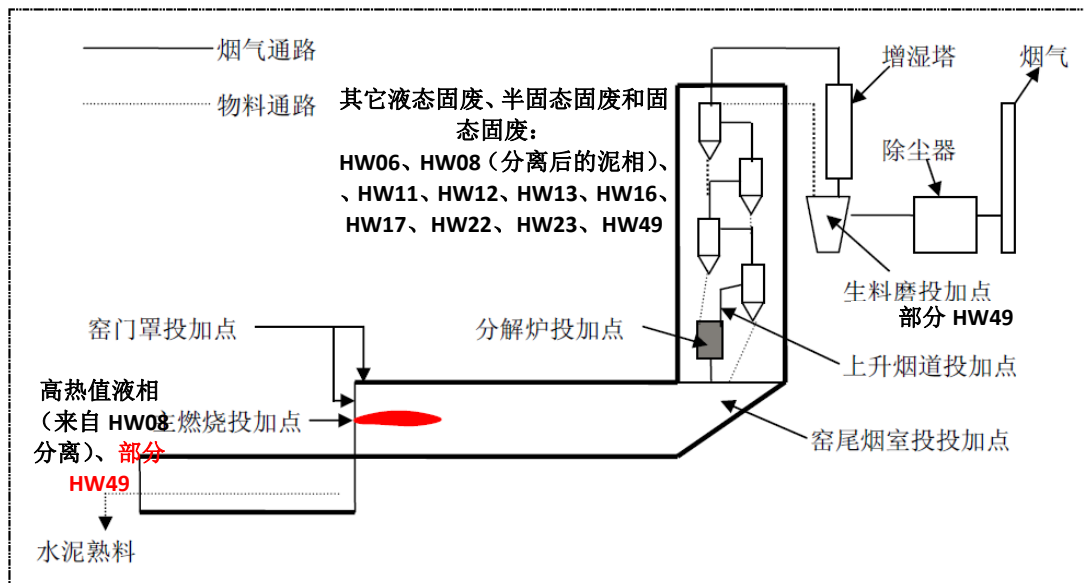 烟气通路
物料通路
其它液态固废、半固态固废和固
态固废：
HW06、HW08（分离后的泥相）、
、HW11、HW12、HW13、HW16、
HW17、HW22、HW23、HW49
增湿塔
烟气
除尘器
生料磨投加点
部分 HW49
窑门罩投加点
分解炉投加点
上升烟道投加点
高热值液相
（来自 HW08
分离）、部分
HW49
主燃烧投加点
窑尾烟室投投加点
水泥熟料